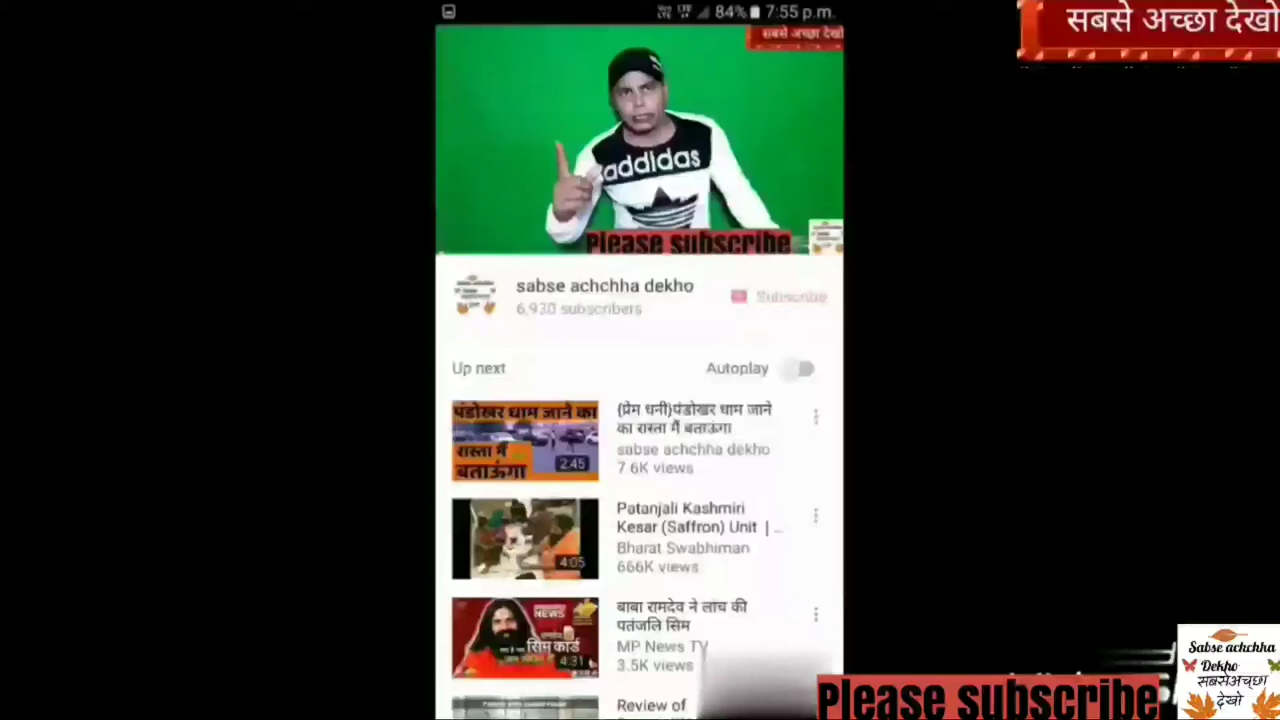 84% 7:55 p.m.
सबसे अच्छा देखो
सबसे अच्छा देखो
addidas
Please subscribe
sabse achchha dekho
6,930 subscribers
Subscribe
Up next
Autoplay
पंडोखर धाम जाने का
रास्ता मैं
बताऊंगा
2:45
{प्रेम धनी}पंडोखर धाम जाने
का रास्ता मैं बताऊंगा
sabse achchha dekho
7.6K views
4:05
Patanjali Kashmiri
Kesar (Saffron) Unit | ..
Bharat Swabhiman
666K views
NEWS
सिम कार्ड
4:31
बाबा रामदेव ने लांच की
पतंजलि सिम
MP News TV
3.5K views
Review of
Please subscribe
Sabse achchha
Dekho
सबसेअच्छा
देखो